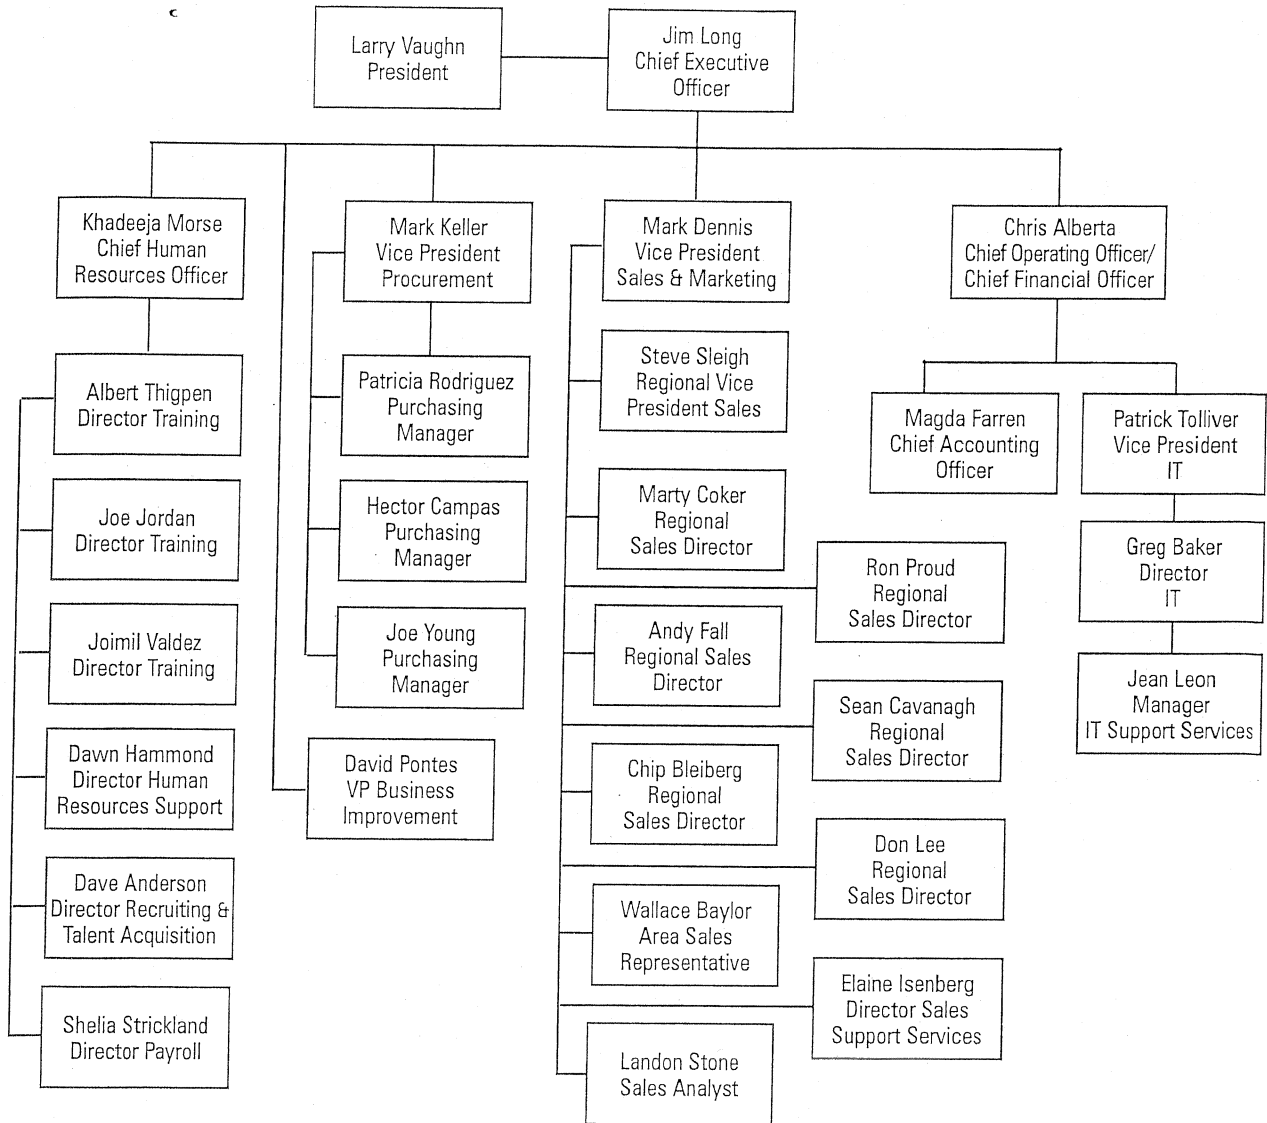 Larry Vaughn
President
Jim Long
Chief Executive
Officer
Khadeeja Morse
Chief Human
Resources Officer
Albert Thigpen
Director Training
Joe Jordan
Director Training
Joimil Valdez
Director Training
Dawn Hammond
Director Human
Resources Support
Dave Anderson
Director Recruiting &
Talent Acquisition
Shelia Strickland
Director Payroll
Mark Keller
Vice President
Procurement
Patricia Rodriguez
Purchasing
Manager
Hector Campas
Purchasing
Manager
Joe Young
Purchasing
Manager
David Pontes
VP Business
Improvement
Mark Dennis
Vice President
Sales & Marketing
Steve Sleigh
Regional Vice
President Sales
Marty Coker
Regional
Sales Director
Ron Proud
Regional
Sales Director
Andy Fall
Regional Sales
Director
Sean Cavanagh
Regional
Sales Director
Chip Bleiberg
Regional
Sales Director
Don Lee
Regional
Sales Director
Wallace Baylor
Area Sales
Representative
Elaine Isenberg
Director Sales
Support Services
Landon Stone
Sales Analyst
Chris Alberta
Chief Operating Officer/
Chief Financial Officer
Magda Farren
Chief Accounting
Officer
Patrick Tolliver
Vice President
IT
Greg Baker
Director
IT
Jean Leon
Manager
IT Support Services